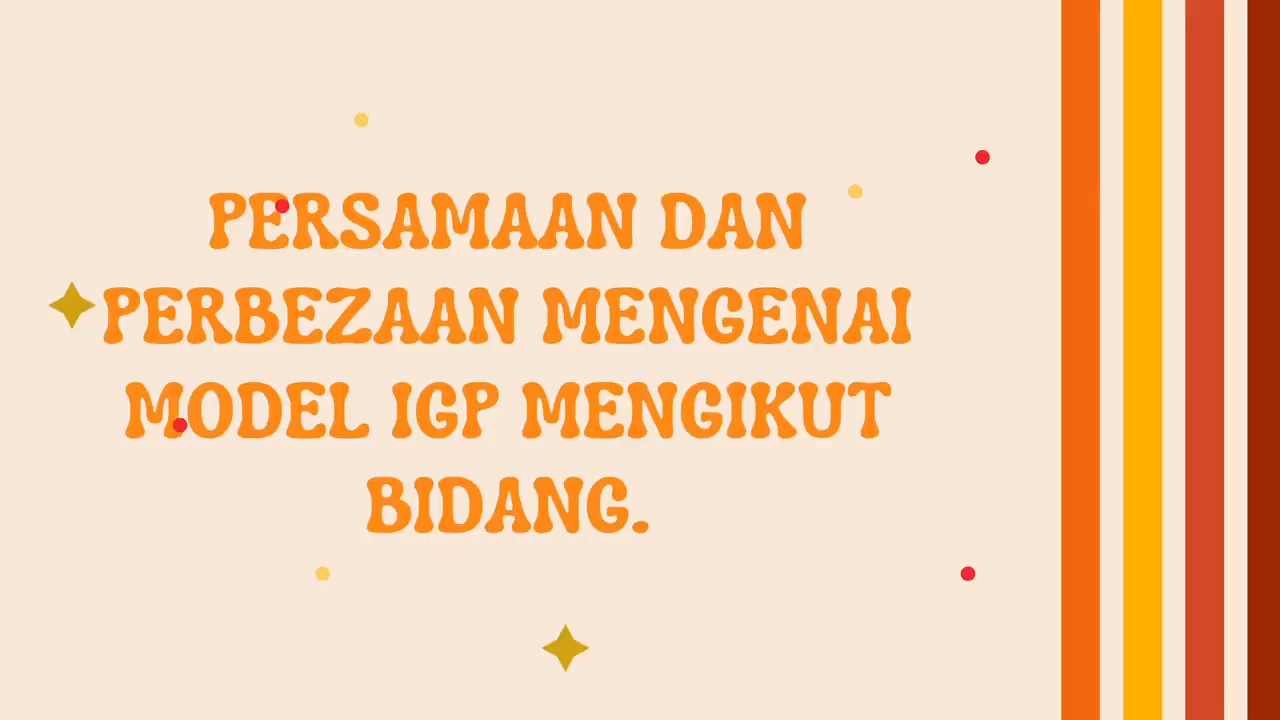 PERSAMAAN DAN
PERBEZAAN MENGENAI
MODEL IGP MENGIKUT
BIDANG.